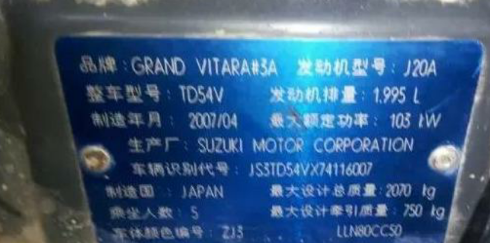 品牌：GRAND VITARA#3A 发动机型号：J20A
整车型号：TD54V 发动机排量：1.995 L
制造年月：2007/04 最大额定功率：103 kW
生产厂：SUZUKI MOTOR CORPORATION
车辆识别代号：JS3TD54VX74116007
制造国：JAPAN 最大设计总质量：2070 kg
乘坐人数：5 最大设计牵引质量：750 kg
车体颜色编号：ZJ3 LLN80CC50